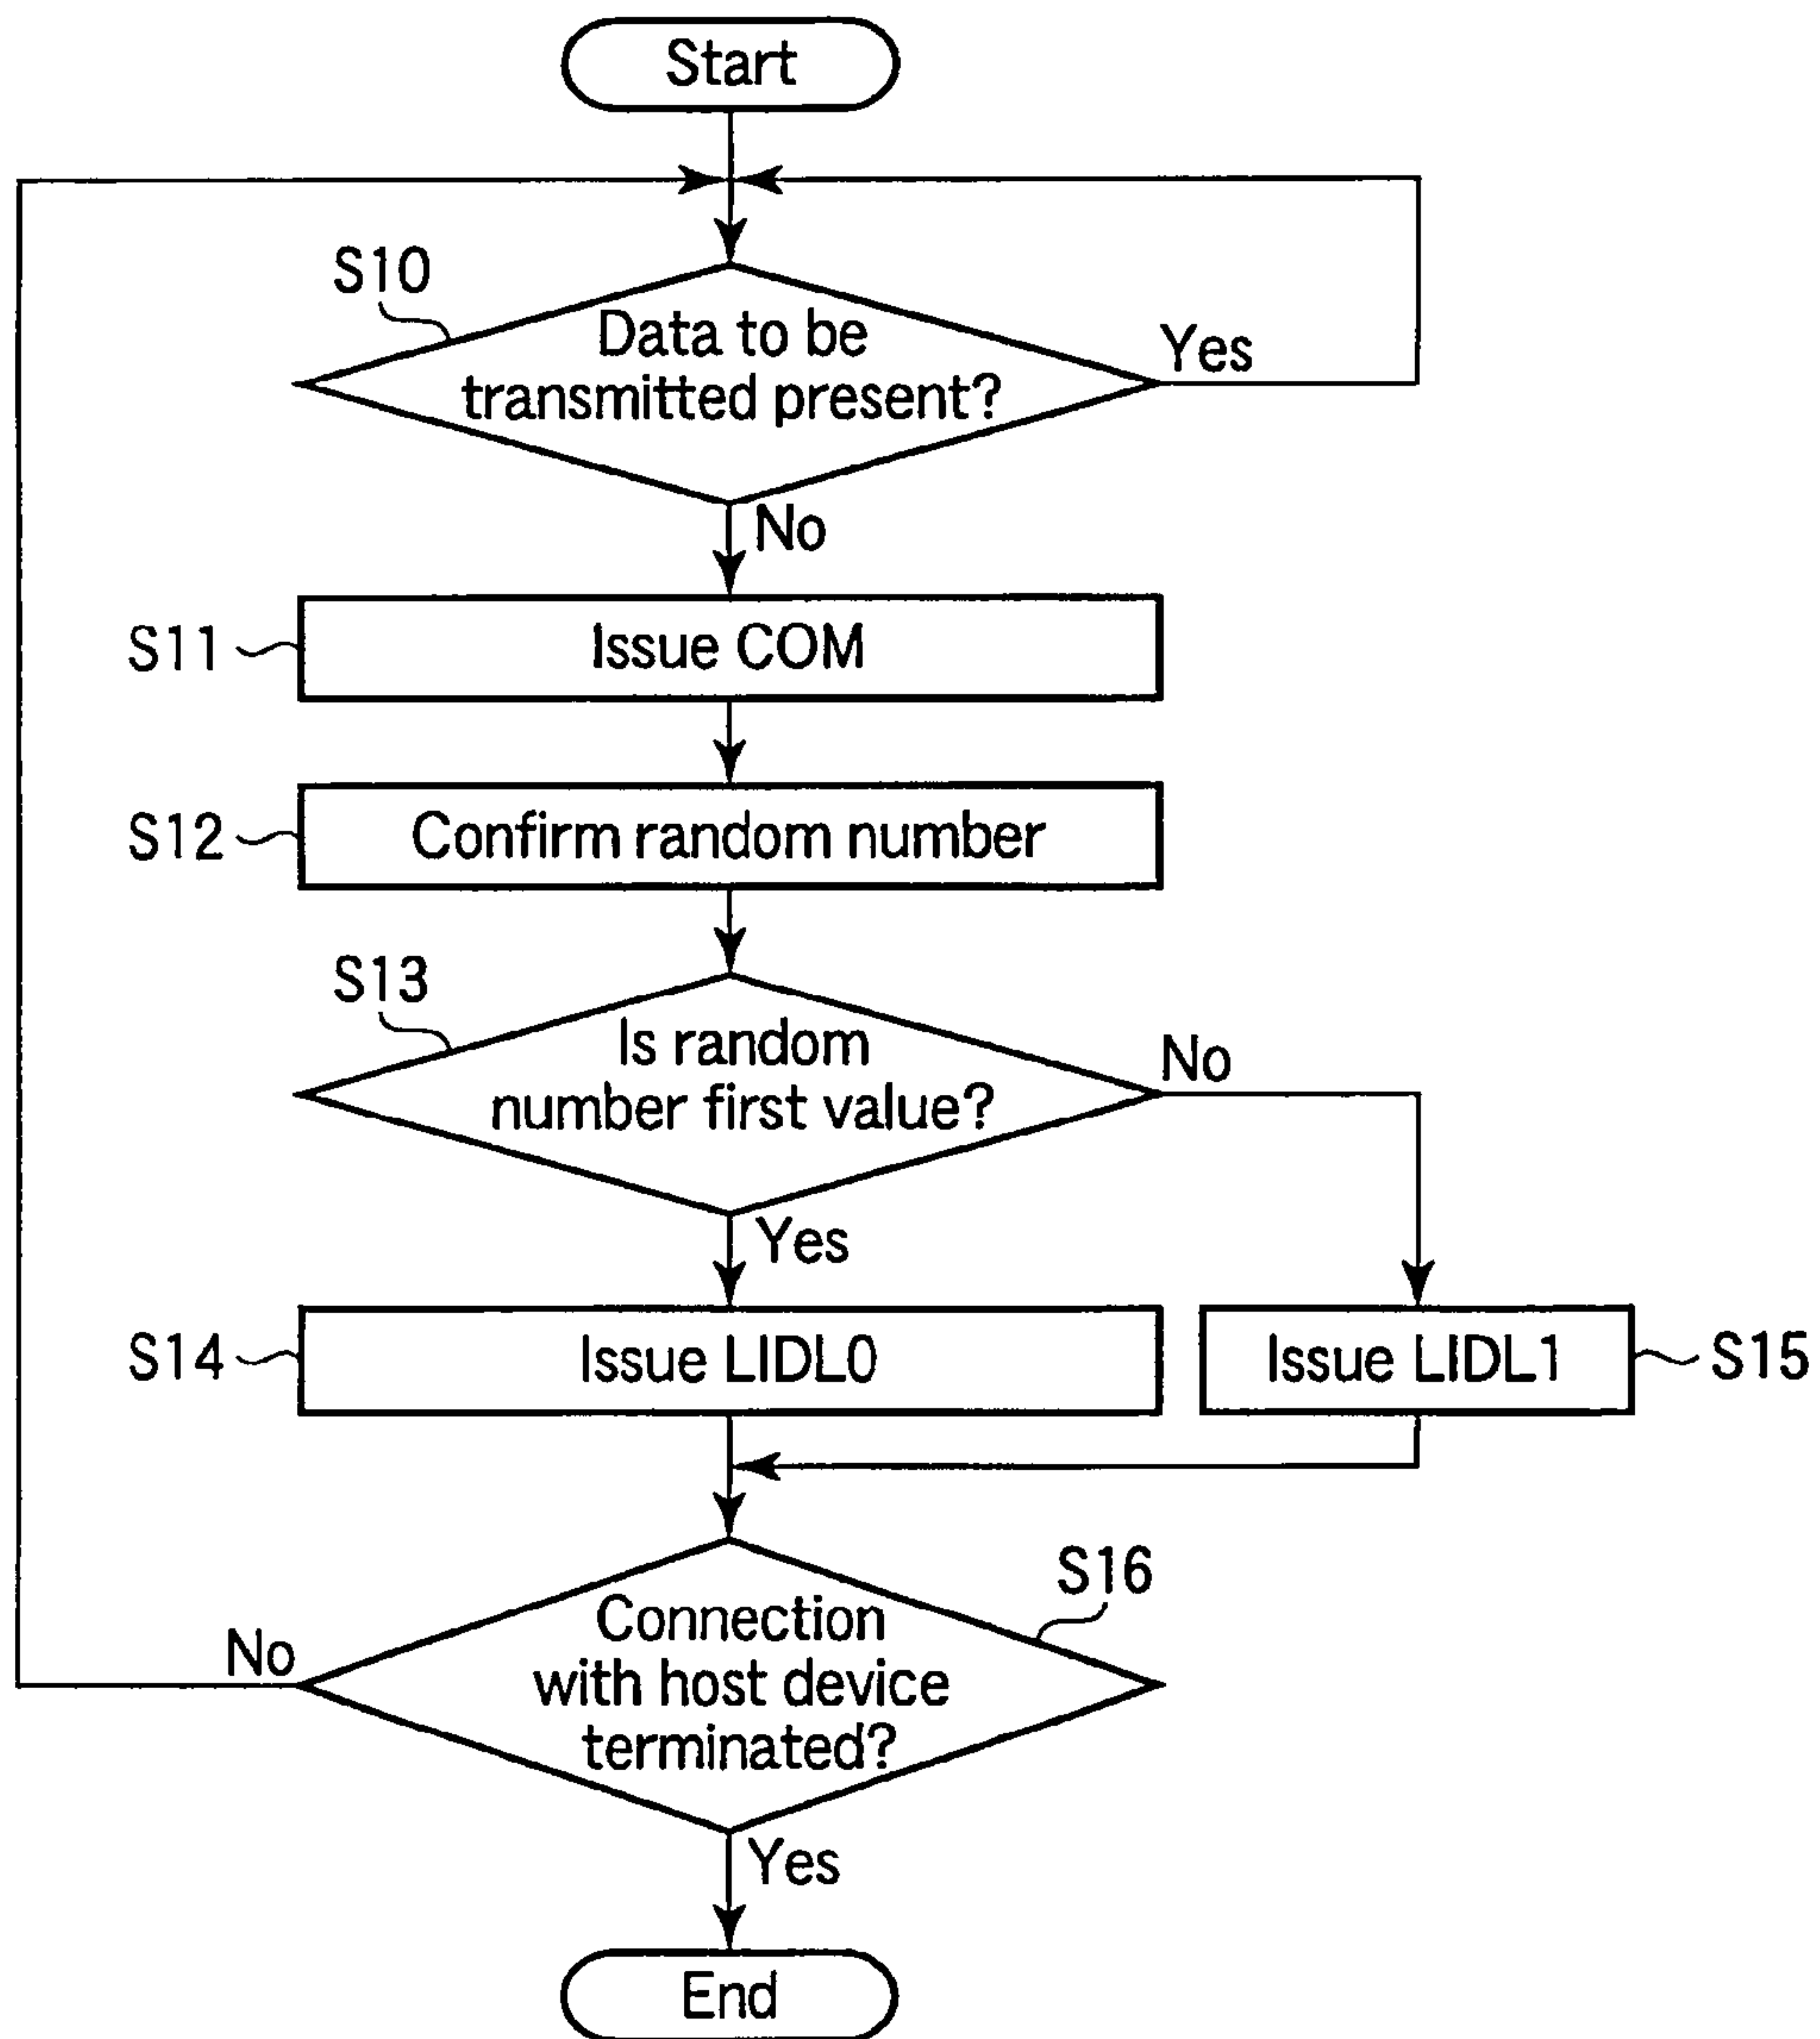 Start
S10
Data to be
transmitted present?
Yes
No
S11
Issue COM
S12
Confirm random number
S13
Is random
number first value?
No
Yes
S14
Issue LIDL0
Issue LIDL1
S15
S16
Connection
with host device
terminated?
No
Yes
End